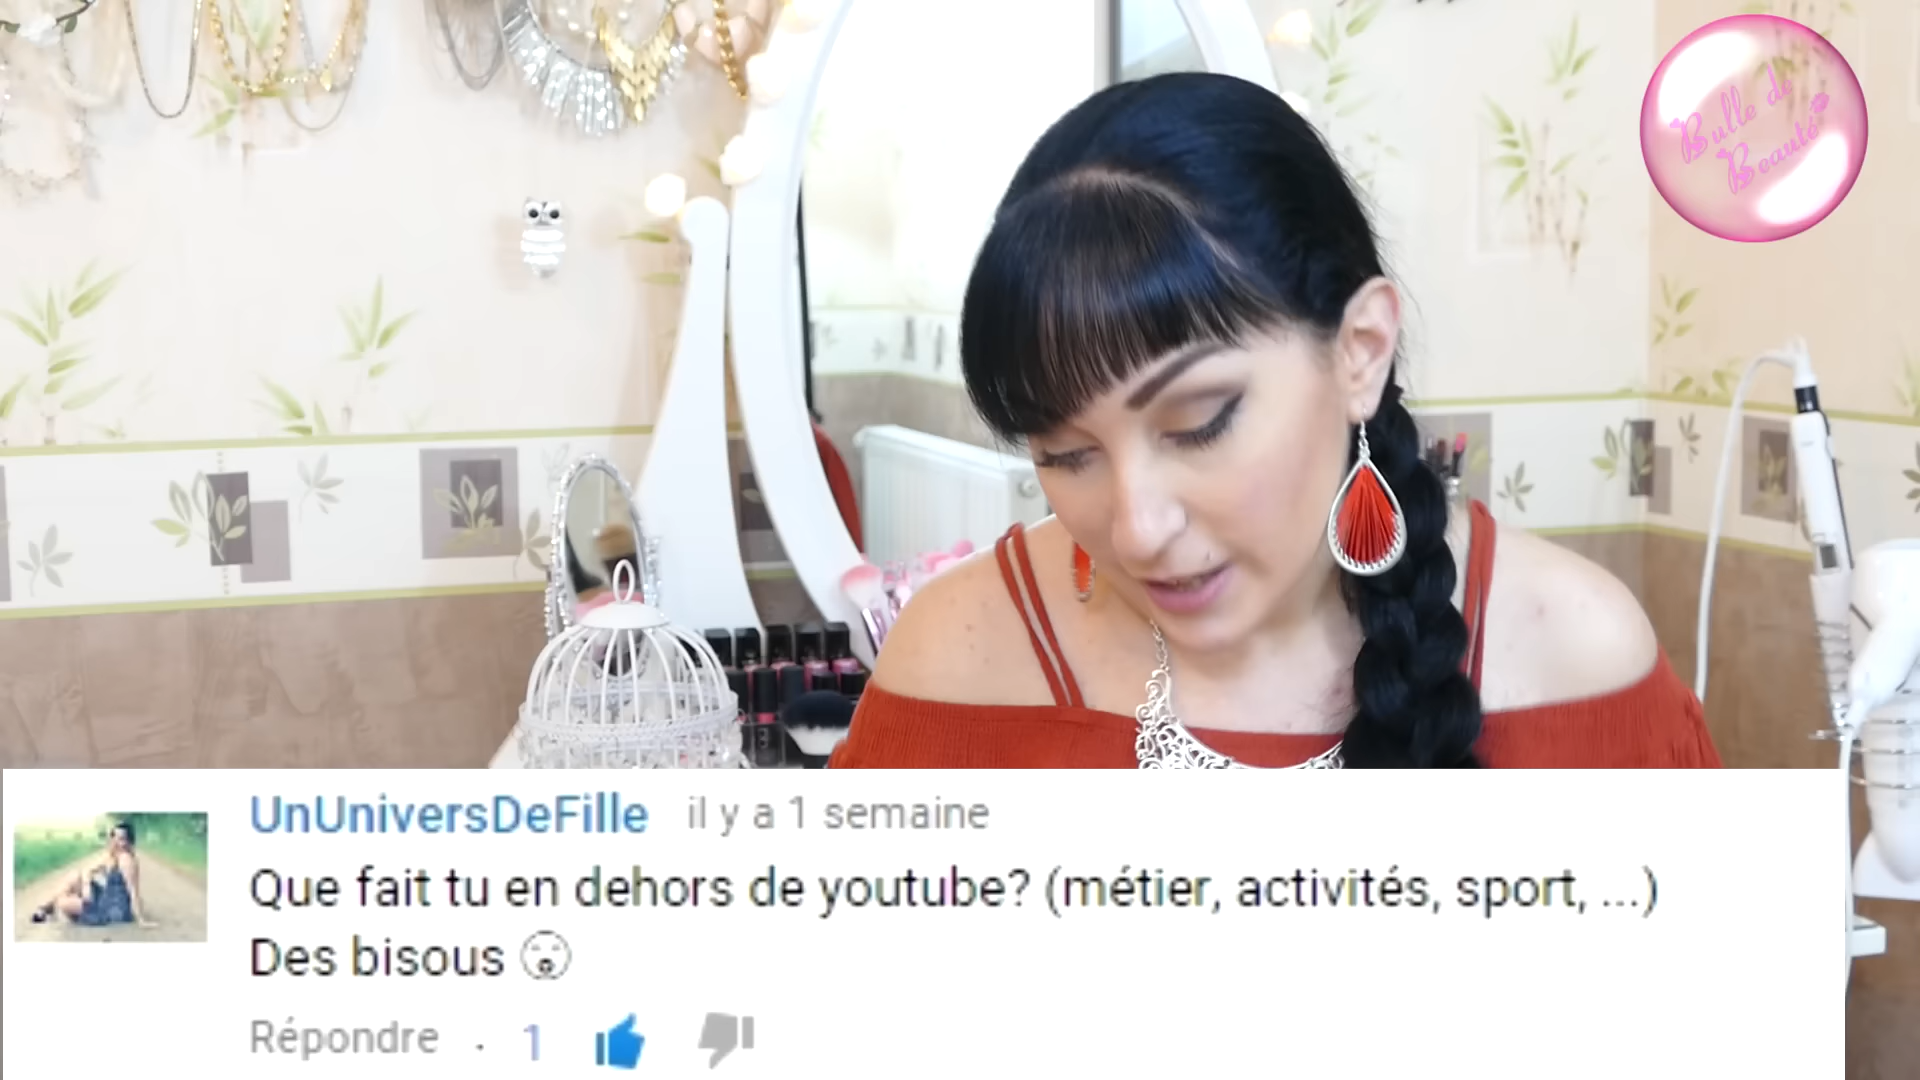 Bulle de
Beauté
UnUniversDeFille il y a 1 semaine
Que fait tu en dehors de youtube? (métier, activités, sport, ...)
Des bisous 😚
Répondre . 1